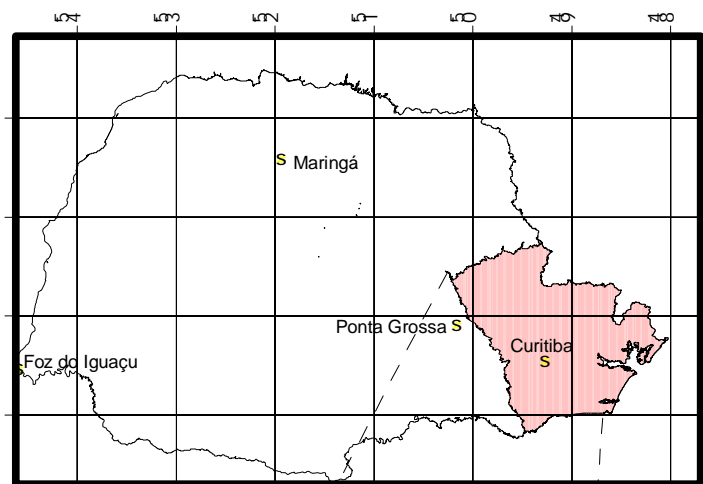 54 53 52 51 50 49 48
S Maringá
Ponta Grossa S
Curitiba
S
Foz do Iguaçu
S